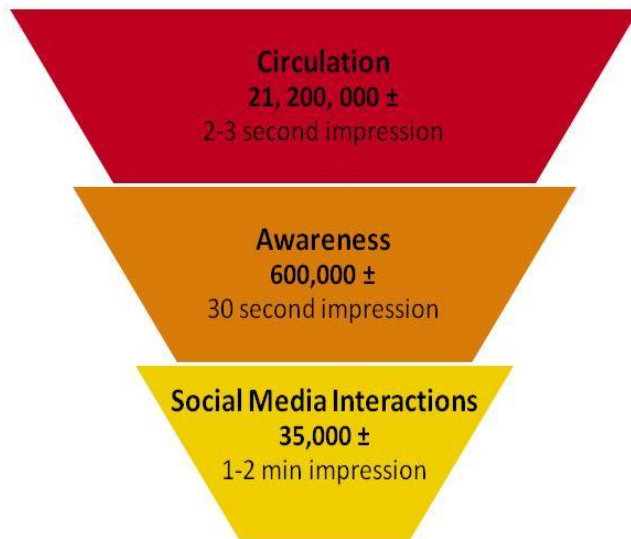 Circulation
21, 200, 000 ±
2-3 second impression
Awareness
600,000 ±
30 second impression
Social Media Interactions
35,000 ±
1-2 min impression